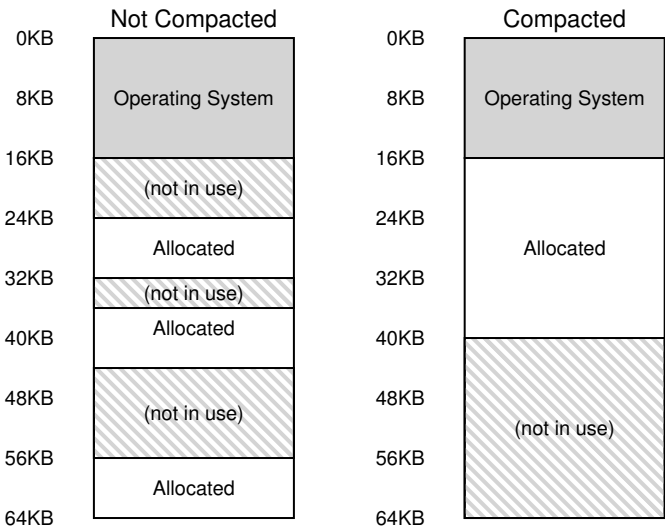 Not Compacted
0KB
Operating System
8KB
16KB
(not in use)
24KB
Allocated
32KB
(not in use)
Allocated
40KB
48KB
(not in use)
56KB
Allocated
64KB
Compacted
0KB
8KB
Operating System
16KB
24KB
Allocated
32KB
40KB
48KB
(not in use)
56KB
64KB